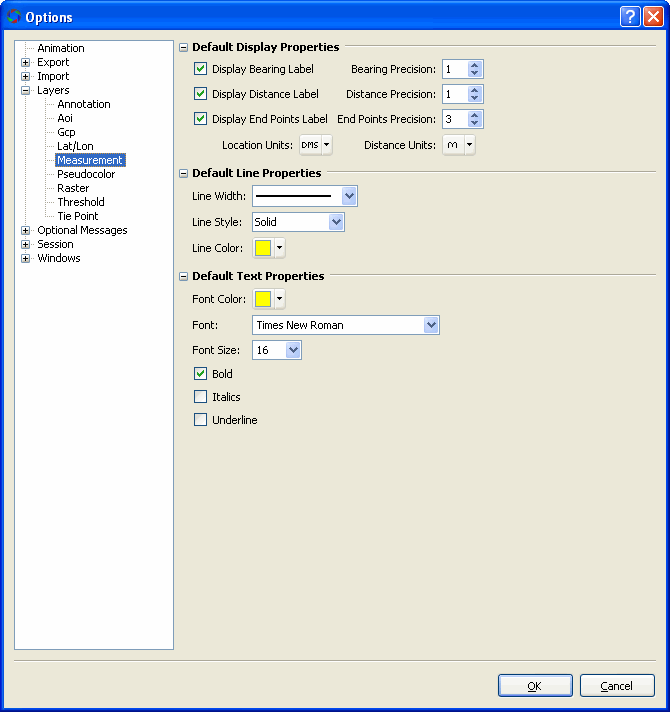 Options
Animation
Export
Import
Layers
Annotation
Aoi
Gcp
Lat/Lon
Measurement
Pseudocolor
Raster
Threshold
Tie Point
Optional Messages
Session
Windows
Default Display Properties
Display Bearing Label Bearing Precision: 1
Display Distance Label Distance Precision: 1
Display End Points Label End Points Precision: 3
Location Units: DMS Distance Units: M
Default Line Properties
Line Width:
Line Style: Solid
Line Color:
Default Text Properties
Font Color:
Font: Times New Roman
Font Size: 16
Bold
Italics
Underline
OK Cancel